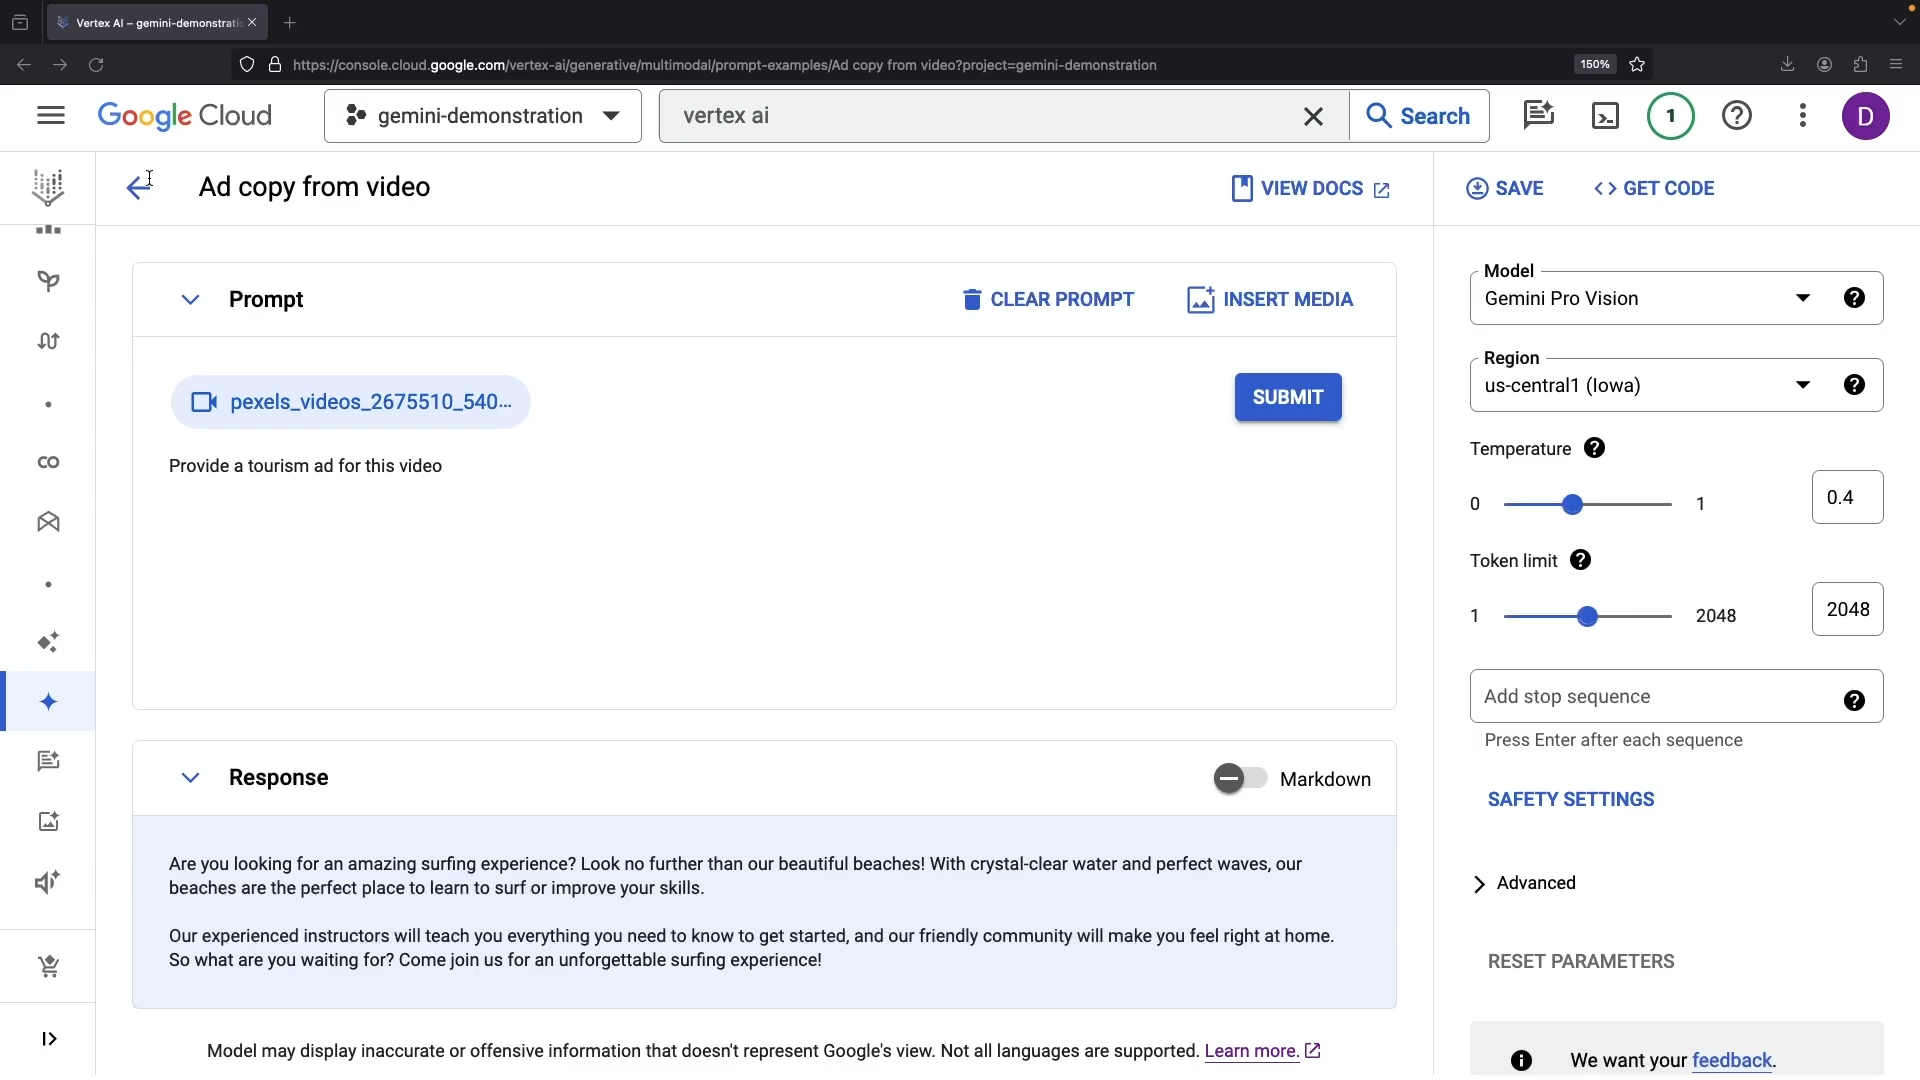 Vertex AI – gemini-demonstratio
https://console.cloud.google.com/vertex-ai/generative/multimodal/prompt-examples/Ad copy from video?project=gemini-demonstration
150%
Google Cloud
gemini-demonstration
vertex ai
Search
1
D
Ad copy from video
VIEW DOCS
SAVE
GET CODE
Prompt
CLEAR PROMPT
INSERT MEDIA
pexels_videos_2675510_540...
SUBMIT
Provide a tourism ad for this video
Model
Gemini Pro Vision
Region
us-central1 (Iowa)
Temperature
0
1
0.4
Token limit
1
2048
2048
Add stop sequence
Press Enter after each sequence
SAFETY SETTINGS
Advanced
RESET PARAMETERS
Response
Markdown
Are you looking for an amazing surfing experience? Look no further than our beautiful beaches! With crystal-clear water and perfect waves, our
beaches are the perfect place to learn to surf or improve your skills.
Our experienced instructors will teach you everything you need to know to get started, and our friendly community will make you feel right at home.
So what are you waiting for? Come join us for an unforgettable surfing experience!
Model may display inaccurate or offensive information that doesn't represent Google's view. Not all languages are supported. Learn more.
We want your feedback.